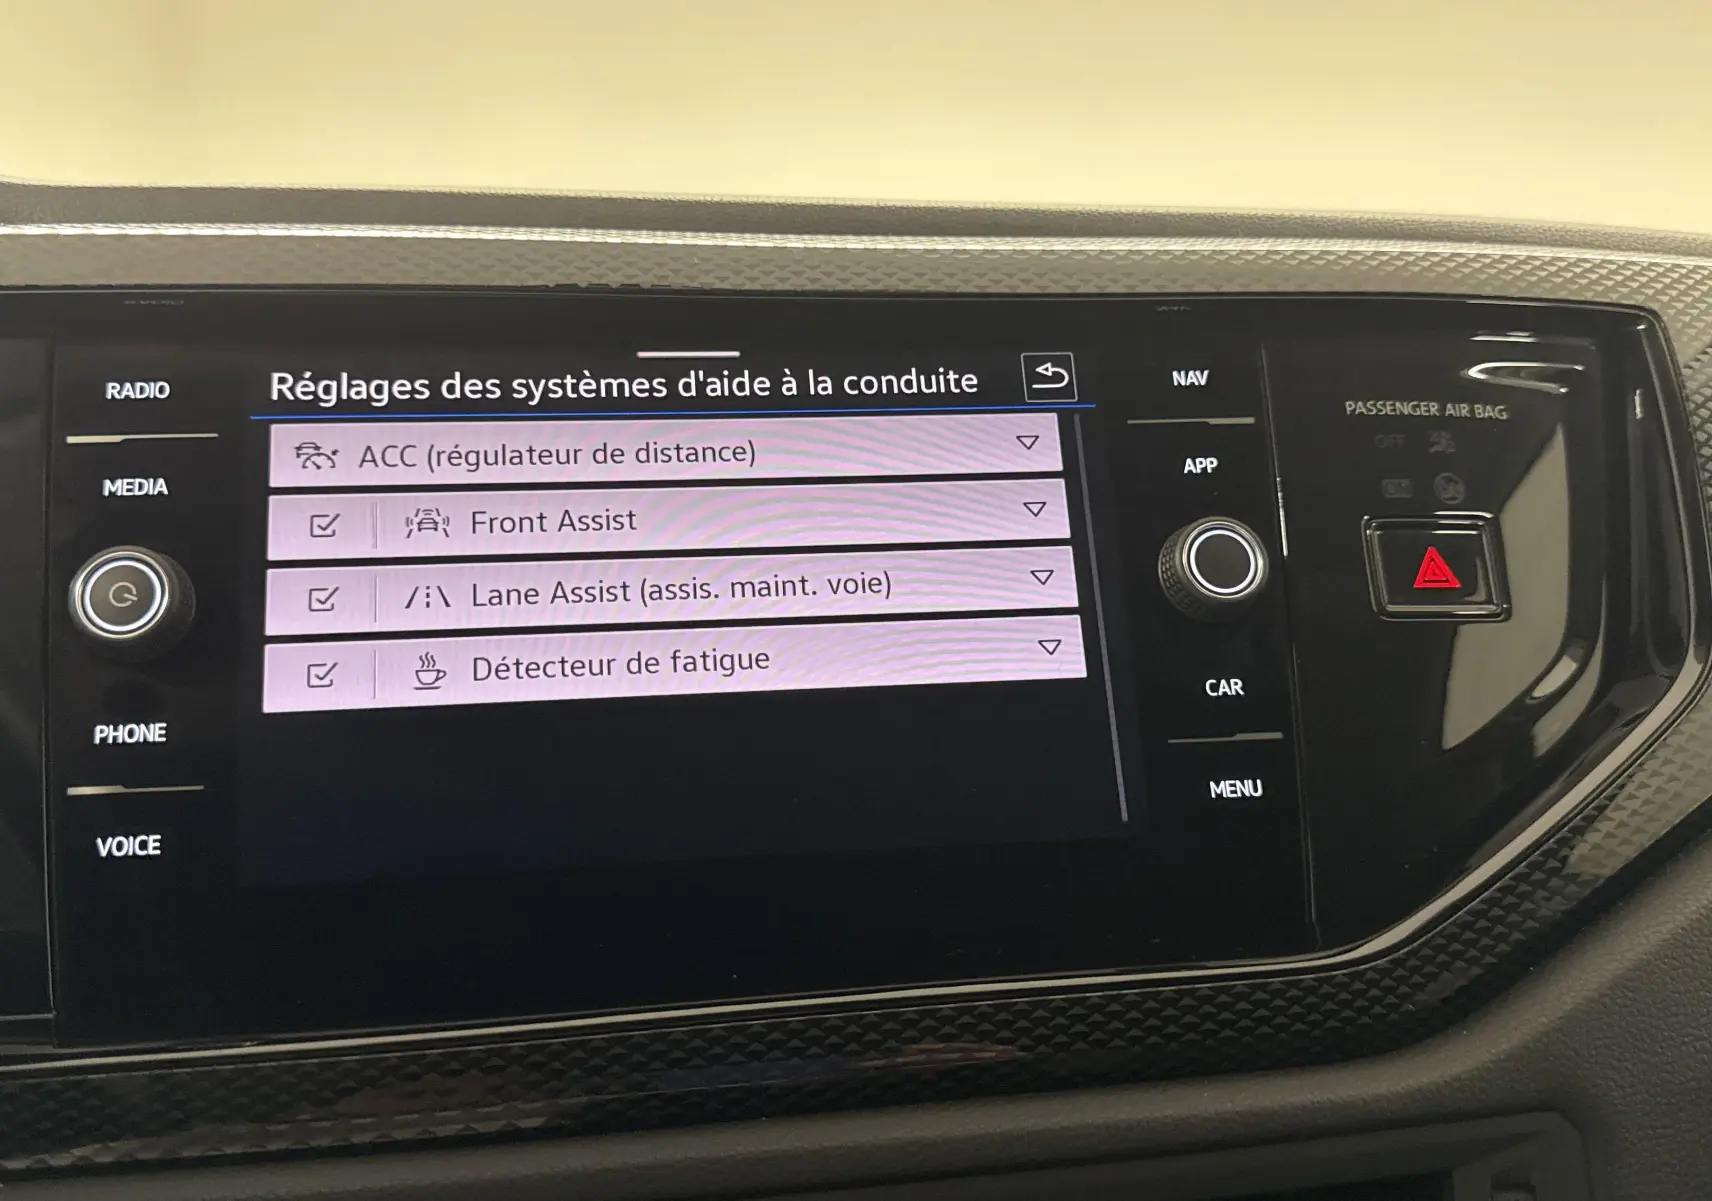 RADIO
MEDIA
PHONE
VOICE
Réglages des systèmes d'aide à la conduite
ACC (régulateur de distance)
Front Assist
Lane Assist (assis. maint. voie)
Détecteur de fatigue
NAV
APP
CAR
MENU
PASSENGER AIR BAG
OFF